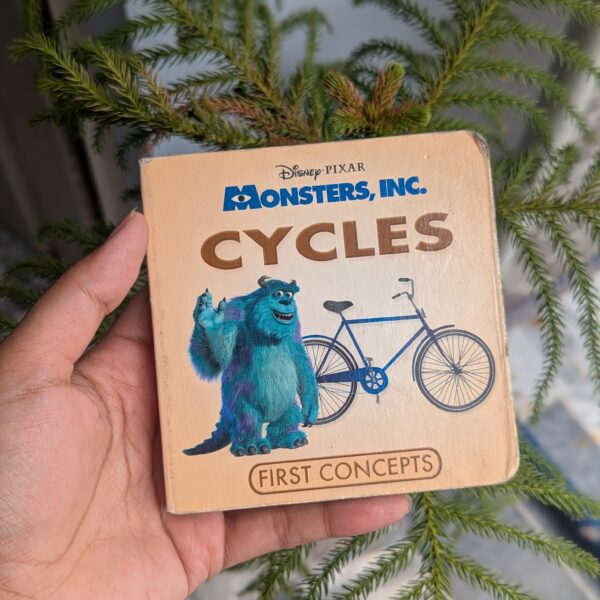 Disney·PIXAR
MONSTERS, INC.
CYCLES
FIRST CONCEPTS